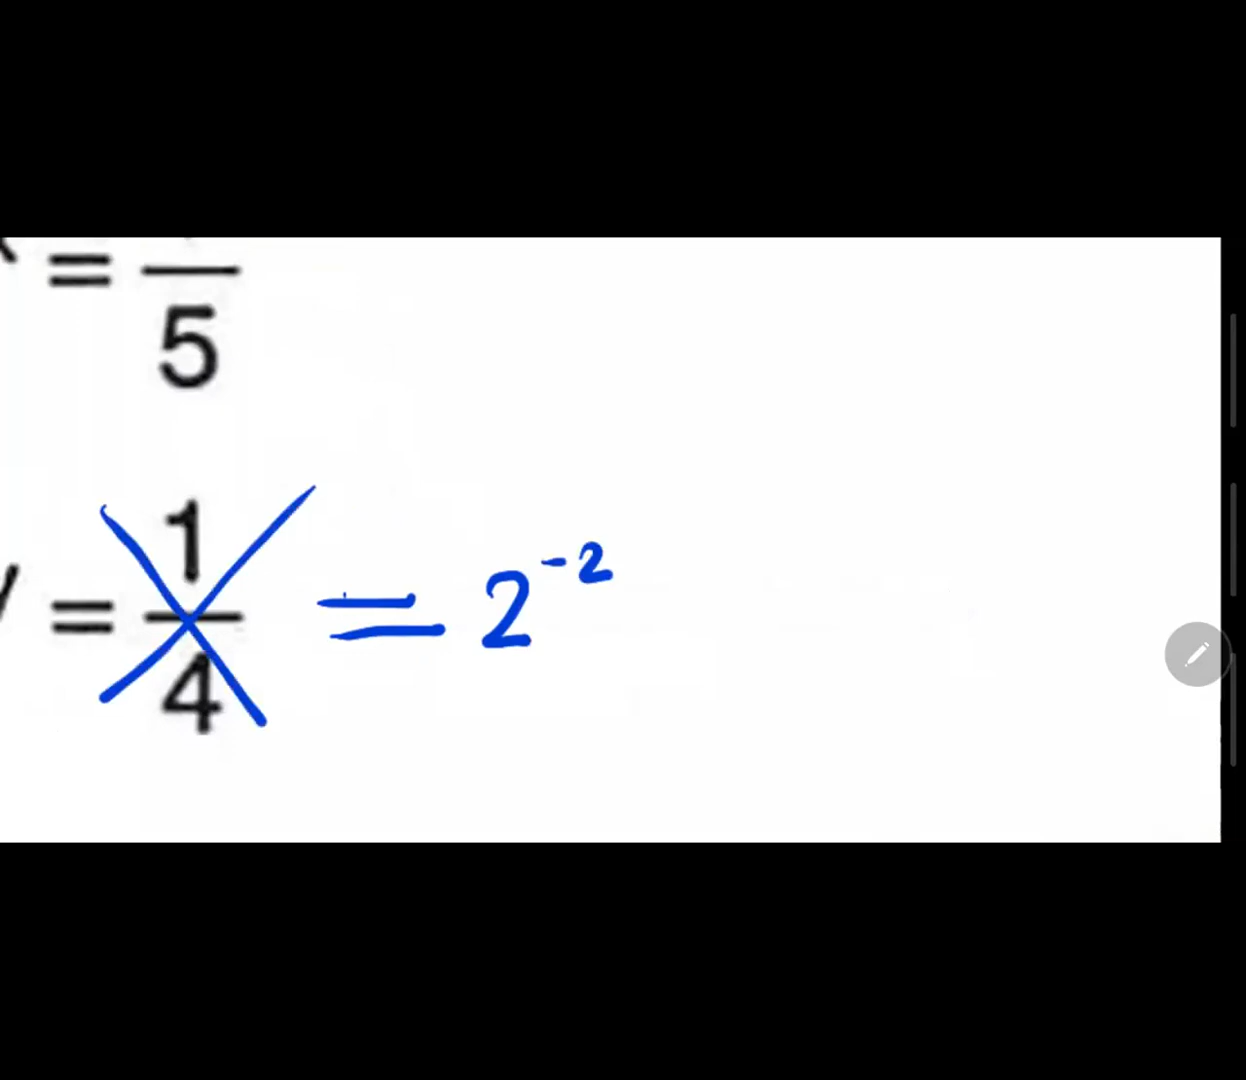 = /5
= 1/4 = 2⁻²